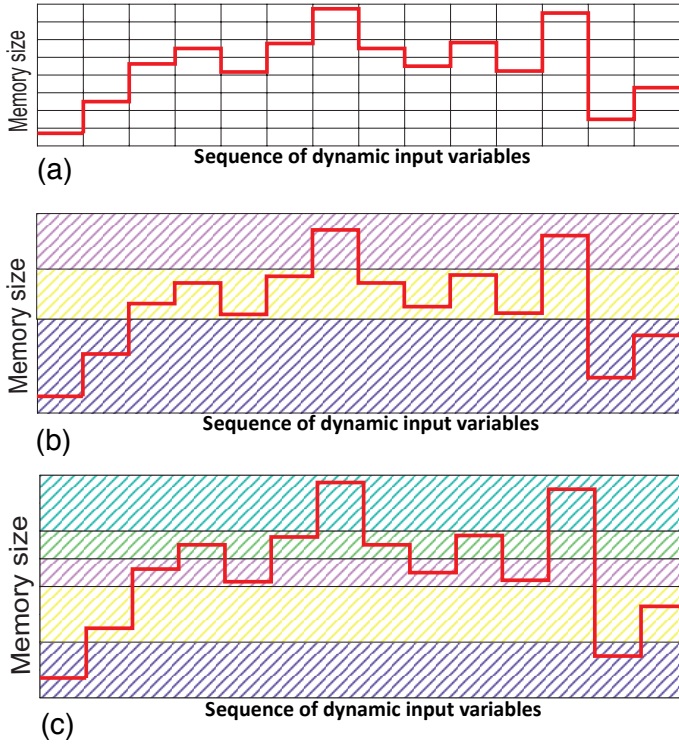 Memory size
Sequence of dynamic input variables
(a)
Memory size
Sequence of dynamic input variables
(b)
Memory size
Sequence of dynamic input variables
(c)